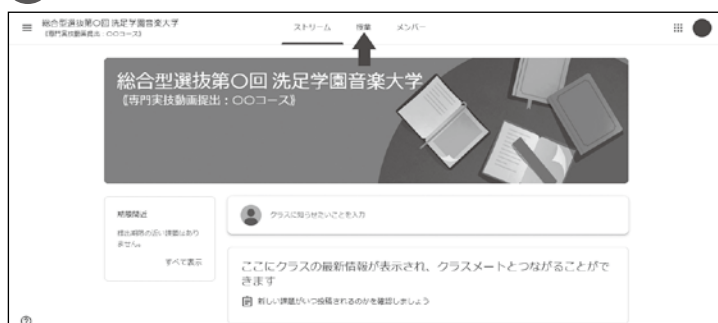 総合型選抜第〇回 洗足学園音楽大学
《専門実技動画提出：〇〇コース》
ストリーム 授業 メンバー
総合型選抜第〇回 洗足学園音楽大学
《専門実技動画提出：〇〇コース》
期限間近
提出期限の近い課題はありません。
すべて表示
クラスに知らせたいことを入力
ここにクラスの最新情報が表示され、クラスメートとつながることがで
きます
新しい課題がいつ投稿されるのかを確認しましょう